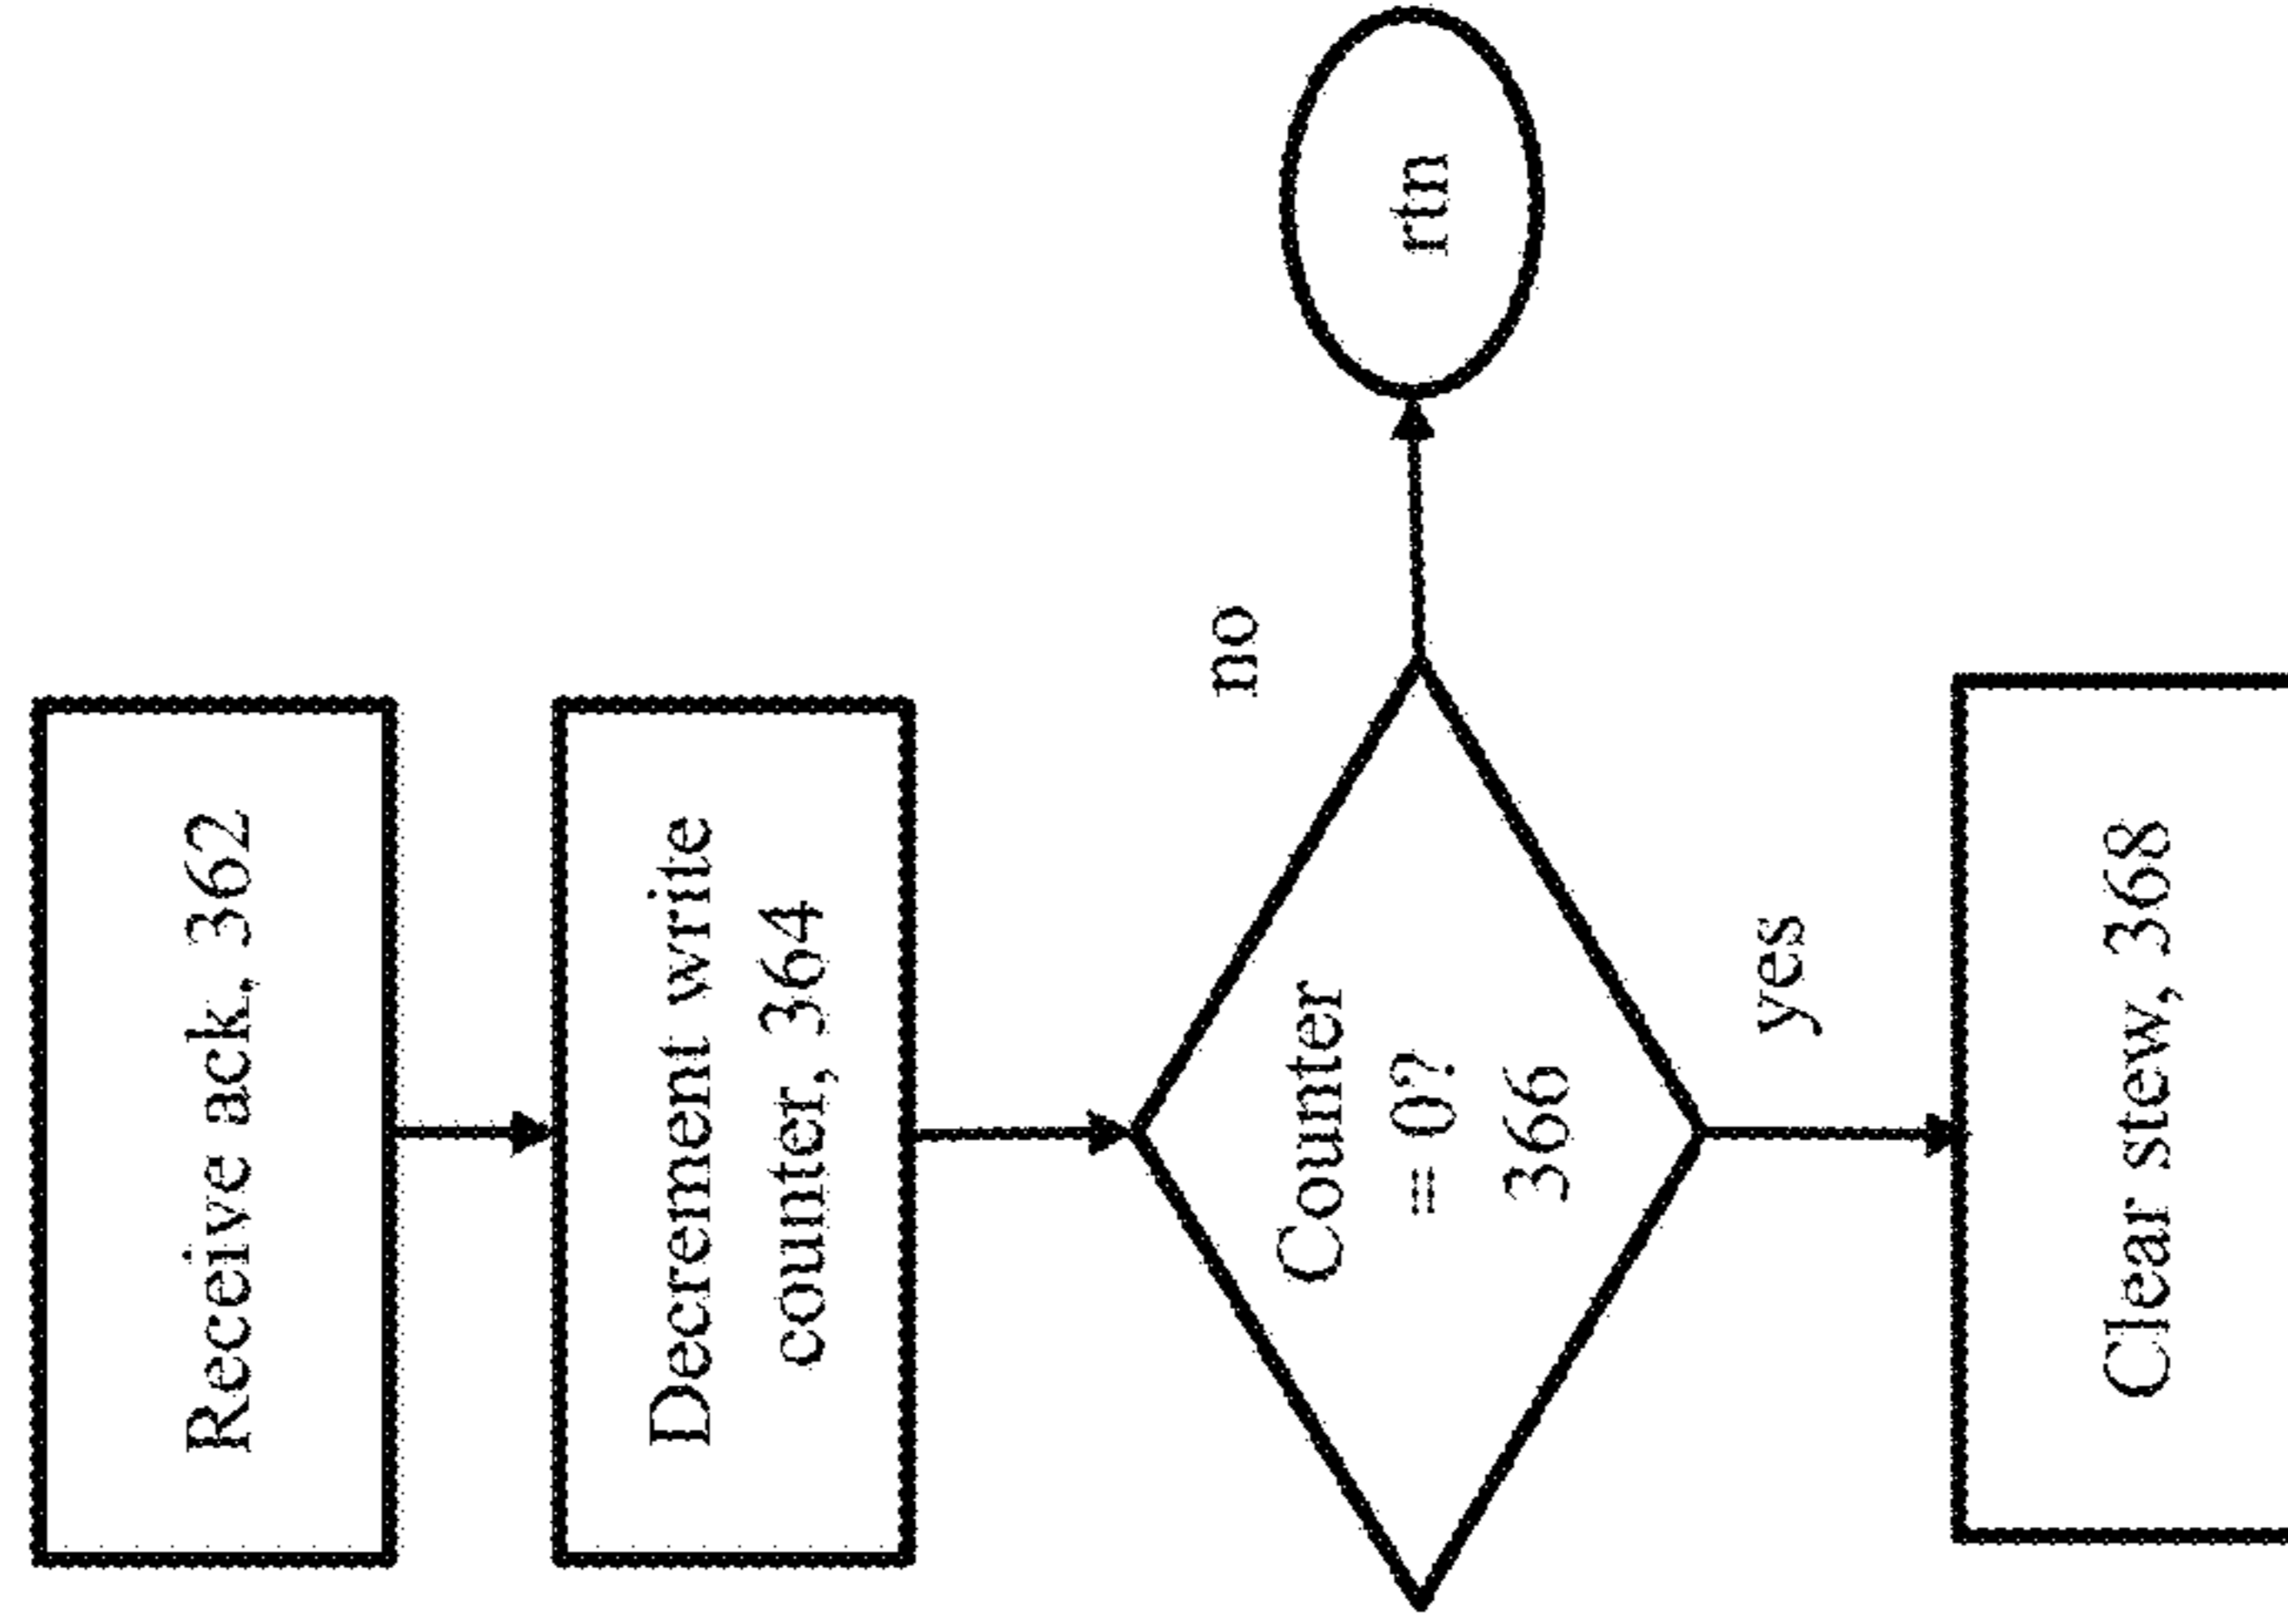 Receive ack, 362
Decrement write
counter, 364
Counter
= 0?
366
no
rtn
yes
Clear stew, 368